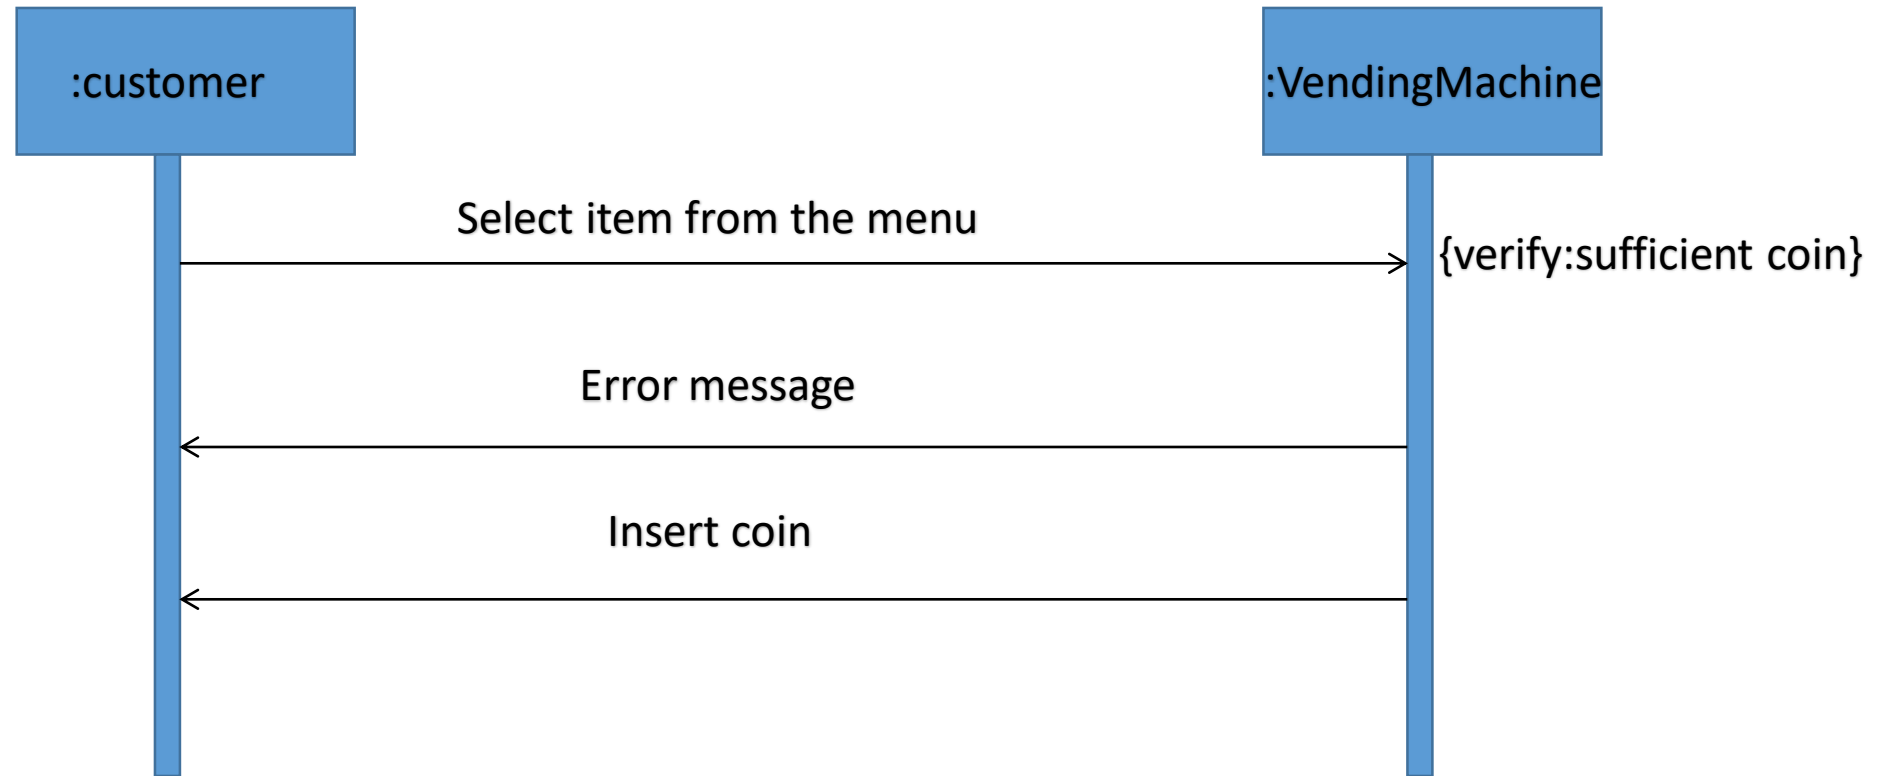 :customer
:VendingMachine
Select item from the menu
{verify:sufficient coin}
Error message
Insert coin